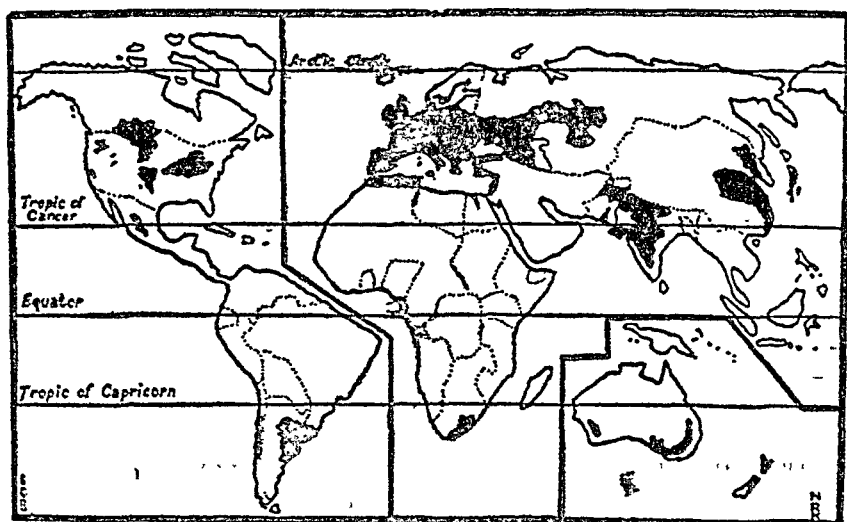 Arctic Circle
Tropic of
Cancer
Equator
Tropic of Capricorn